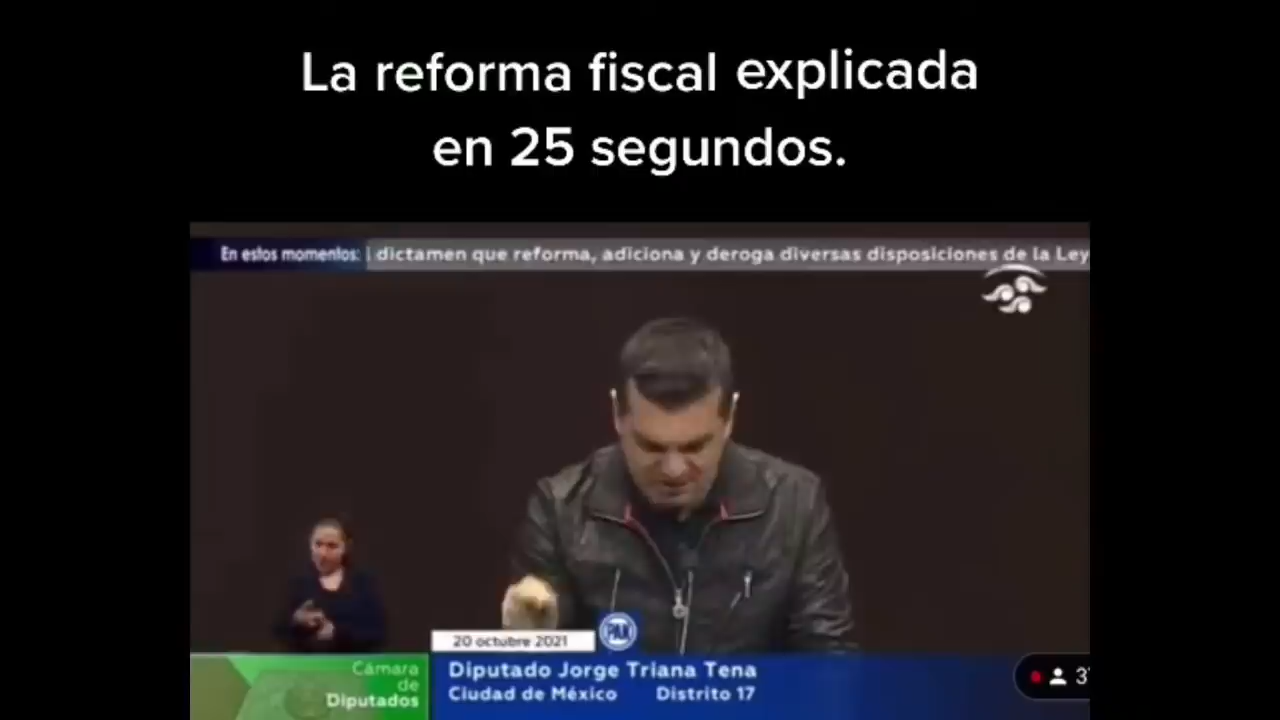 La reforma fiscal explicada
en 25 segundos.
En estos momentos: l dictamen que reforma, adiciona y deroga diversas disposiciones de la Ley
20 octubre 2021
PAN
Cámara
de
Diputados
Diputado Jorge Triana Tena
Ciudad de México Distrito 17